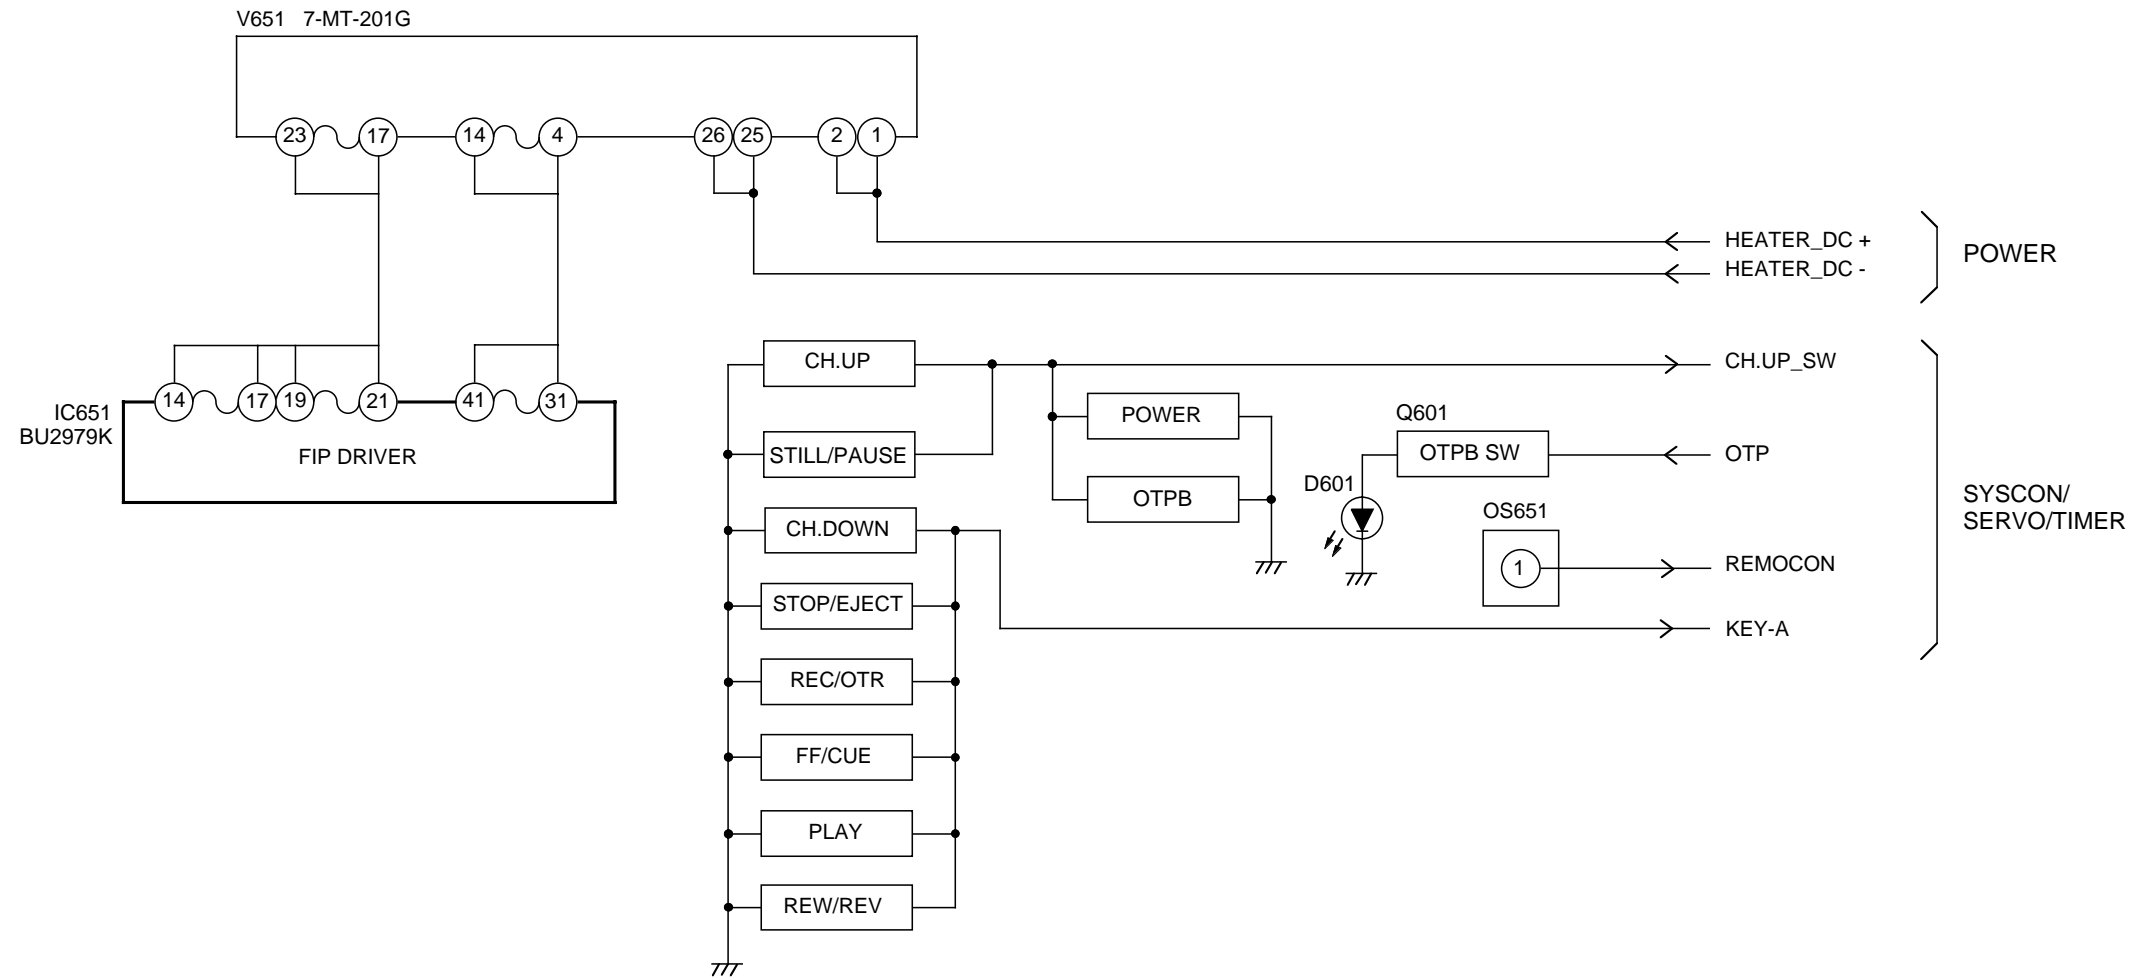 V651 7-MT-201G
23 17 14 4 26 25 2 1
HEATER_DC +
HEATER_DC -
POWER
14 17 19 21 41 31
IC651
BU2979K
FIP DRIVER
CH.UP
CH.UP_SW
POWER
Q601
STILL/PAUSE
OTPB SW
OTP
D601
OTPB
SYSCON/
SERVO/TIMER
OS651
CH.DOWN
1
REMOCON
STOP/EJECT
KEY-A
REC/OTR
FF/CUE
PLAY
REW/REV